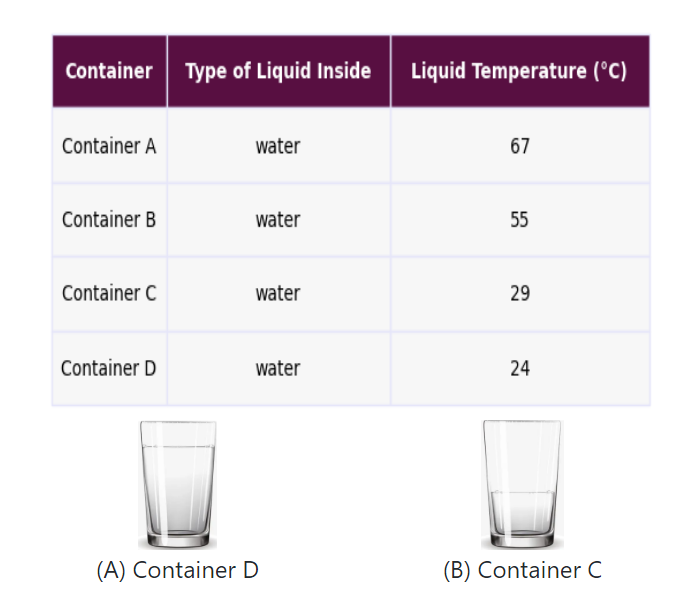 Container Type of Liquid Inside Liquid Temperature (°C)
Container A water 67
Container B water 55
Container C water 29
Container D water 24
(A) Container D (B) Container C